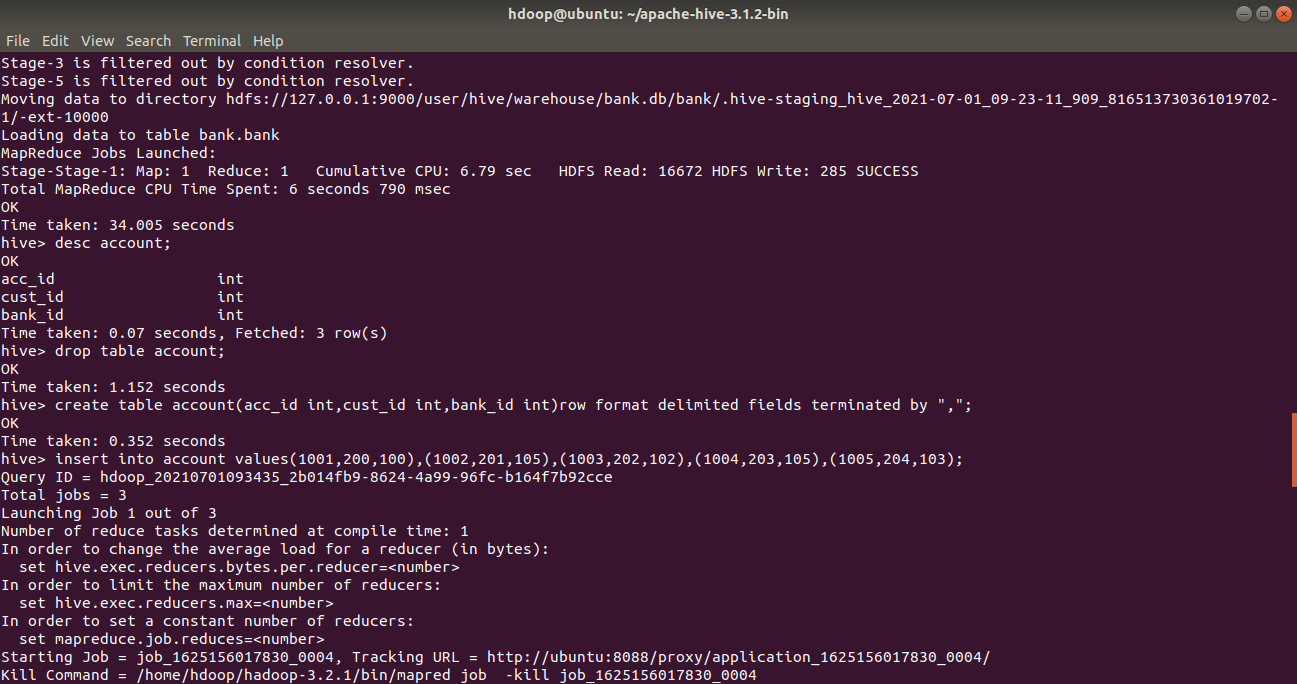 hdoop@ubuntu: ~/apache-hive-3.1.2-bin
File Edit View Search Terminal Help
Stage-3 is filtered out by condition resolver.
Stage-5 is filtered out by condition resolver.
Moving data to directory hdfs://127.0.0.1:9000/user/hive/warehouse/bank.db/bank/.hive-staging_hive_2021-07-01_09-23-11_909_816513730361019702-
1/-ext-10000
Loading data to table bank.bank
MapReduce Jobs Launched:
Stage-Stage-1: Map: 1  Reduce: 1   Cumulative CPU: 6.79 sec   HDFS Read: 16672 HDFS Write: 285 SUCCESS
Total MapReduce CPU Time Spent: 6 seconds 790 msec
OK
Time taken: 34.005 seconds
hive> desc account;
OK
acc_id                  int
cust_id                 int
bank_id                 int
Time taken: 0.07 seconds, Fetched: 3 row(s)
hive> drop table account;
OK
Time taken: 1.152 seconds
hive> create table account(acc_id int,cust_id int,bank_id int)row format delimited fields terminated by ",";
OK
Time taken: 0.352 seconds
hive> insert into account values(1001,200,100),(1002,201,105),(1003,202,102),(1004,203,105),(1005,204,103);
Query ID = hdoop_20210701093435_2b014fb9-8624-4a99-96fc-b164f7b92cce
Total jobs = 3
Launching Job 1 out of 3
Number of reduce tasks determined at compile time: 1
In order to change the average load for a reducer (in bytes):
  set hive.exec.reducers.bytes.per.reducer=<number>
In order to limit the maximum number of reducers:
  set hive.exec.reducers.max=<number>
In order to set a constant number of reducers:
  set mapreduce.job.reduces=<number>
Starting Job = job_1625156017830_0004, Tracking URL = http://ubuntu:8088/proxy/application_1625156017830_0004/
Kill Command = /home/hdoop/hadoop-3.2.1/bin/mapred job  -kill job_1625156017830_0004